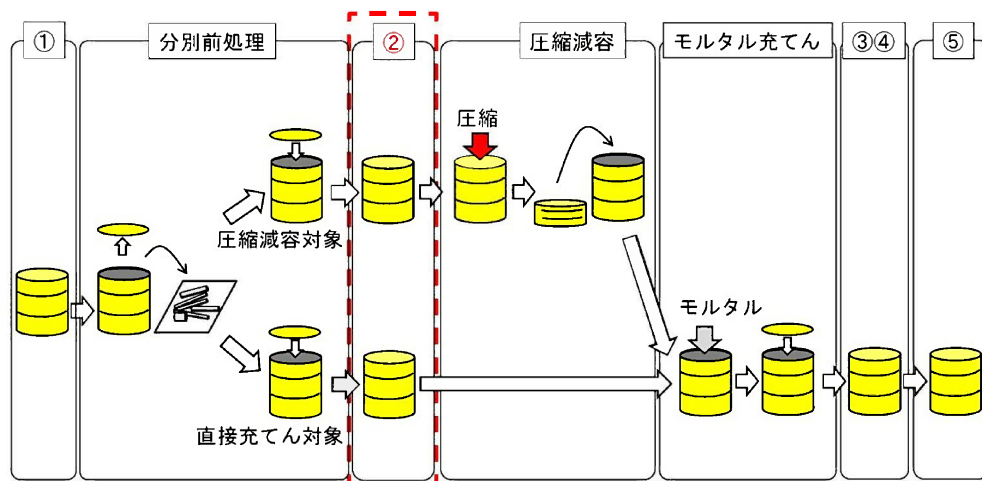 ①
分別前処理
②
圧縮減容
モルタル充てん
③④
⑤
圧縮
圧縮減容対象
モルタル
直接充てん対象